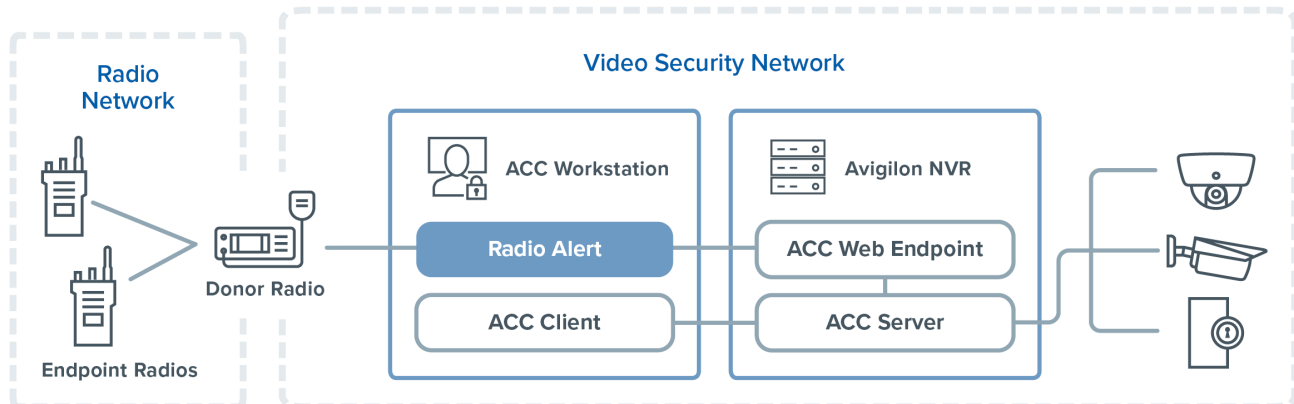 Radio
Network
Video Security Network
ACC Workstation
Avigilon NVR
Radio Alert
ACC Web Endpoint
Donor Radio
ACC Client
ACC Server
Endpoint Radios